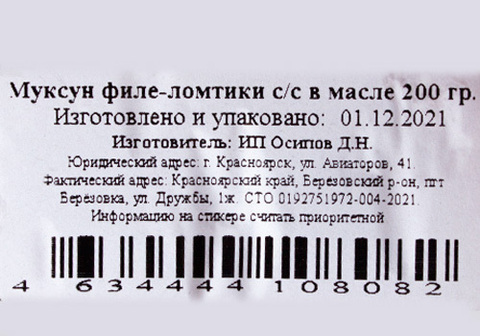 Муксун филе-ломтики с/с в масле 200 гр.
Изготовлено и упаковано: 01.12.2021
Изготовитель: ИП Осипов Д.Н.
Юридический адрес: г. Красноярск, ул. Авиаторов, 41.
Фактический адрес: Красноярский край, Березовский р-он, пгт
Берёзовка, ул. Дружбы, 1ж. СТО 0192751972-004-2021.
Информацию на стикере считать приоритетной
4 634444 108082